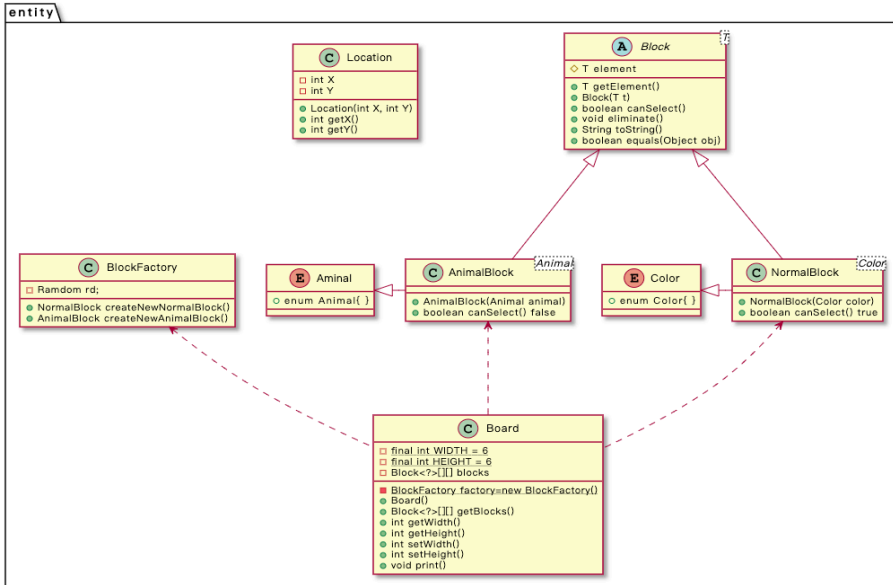 entity
C Location
int X
int Y
Location(int X, int Y)
int getX()
int getY()
A Block
T
T element
T getElement()
Block(T t)
boolean canSelect()
void eliminate()
String toString()
boolean equals(Object obj)
C BlockFactory
Ramdom rd;
NormalBlock createNewNormalBlock()
AnimalBlock createNewAnimalBlock()
E Aminal
enum Animal{ }
C AnimalBlock
Animal
AnimalBlock(Animal animal)
boolean canSelect() false
E Color
enum Color{ }
C NormalBlock
Color
NormalBlock(Color color)
boolean canSelect() true
C Board
final int WIDTH = 6
final int HEIGHT = 6
Block<?>[][] blocks
BlockFactory factory=new BlockFactory()
Board()
Block<?>[][] getBlocks()
int getWidth()
int getHeight()
int setWidth()
int setHeight()
void print()